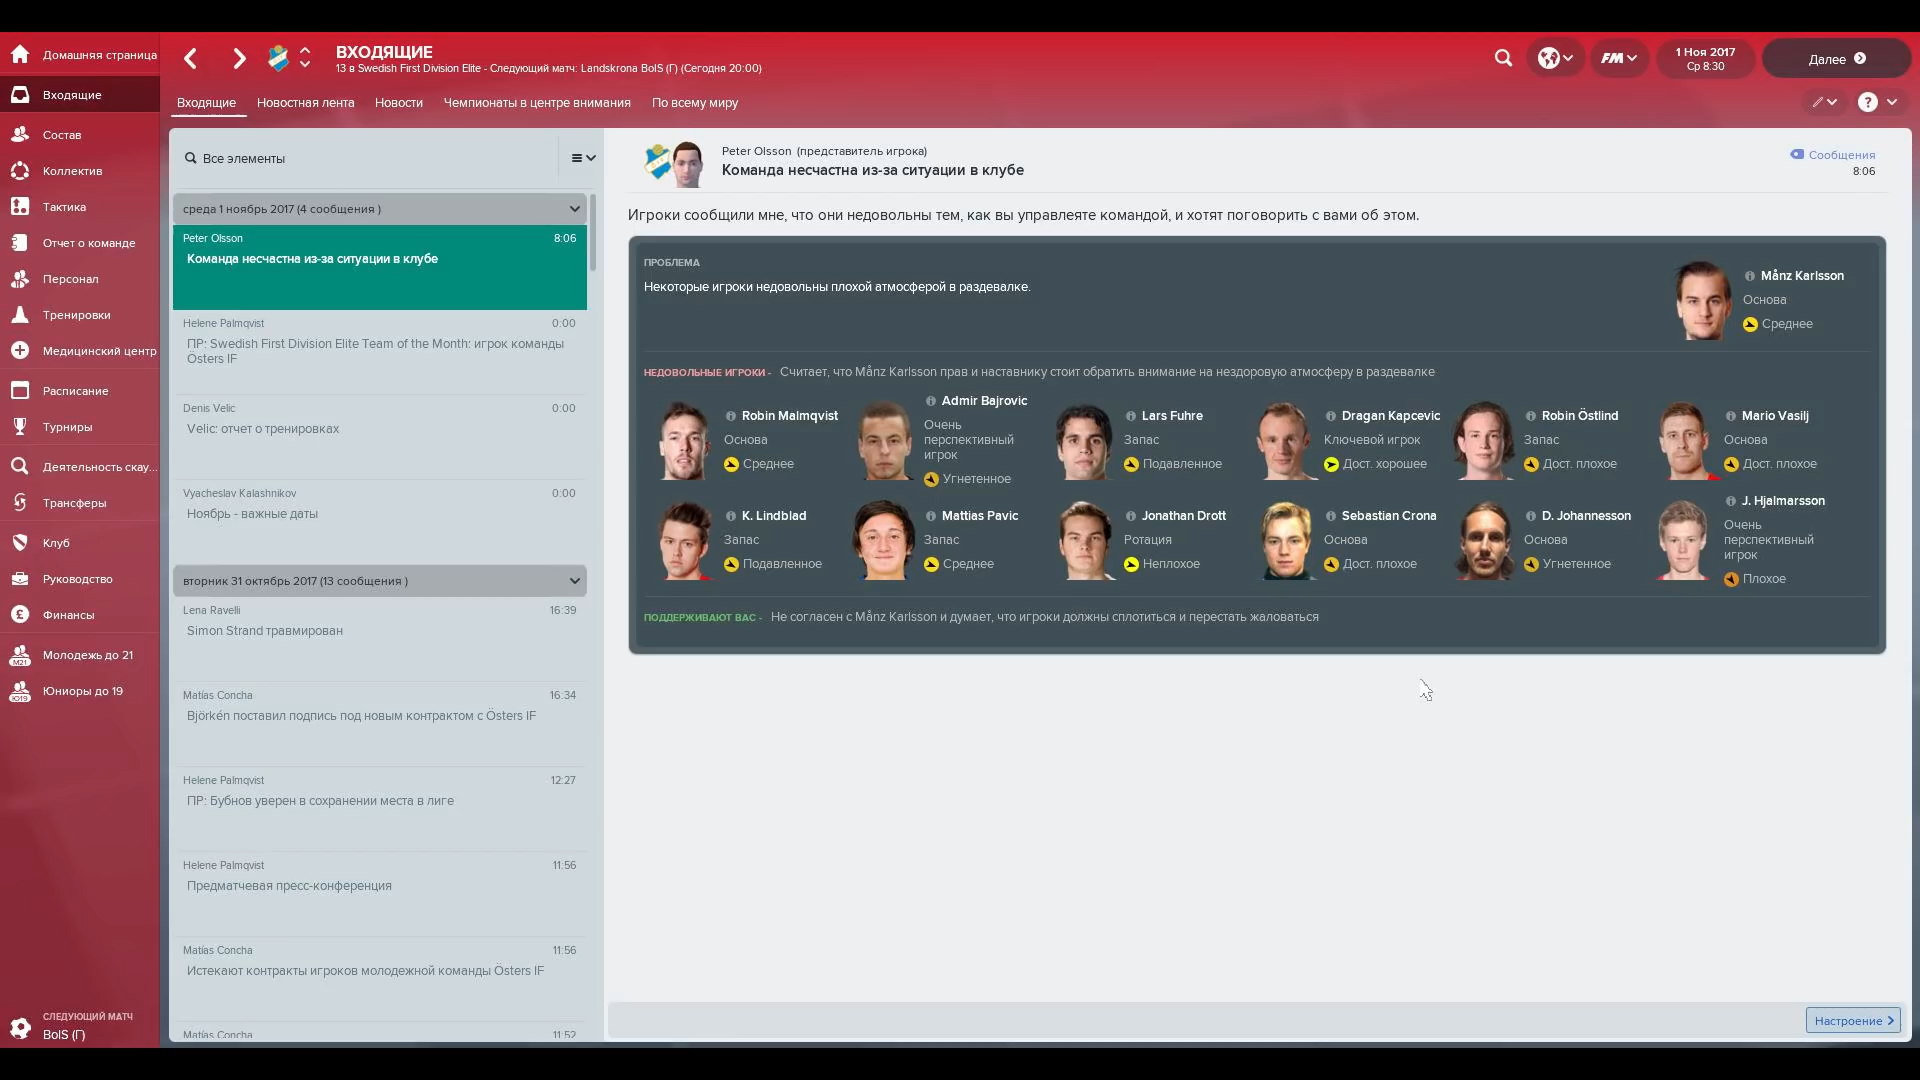 Домашняя страница
Входящие
Состав
Коллектив
Тактика
Отчет о команде
Персонал
Тренировки
Медицинский центр
Расписание
Турниры
Деятельность скау...
Трансферы
Клуб
Руководство
Финансы
М21
Молодежь до 21
Ю19
Юниоры до 19
СЛЕДУЮЩИЙ МАТЧ
BoIS (Г)
ВХОДЯЩИЕ
13 в Swedish First Division Elite - Следующий матч: Landskrona BoIS (Г) (Сегодня 20:00)
FM
1 Ноя 2017
Ср 8:30
Далее
Входящие
Новостная лента
Новости
Чемпионаты в центре внимания
По всему миру
?
Все элементы
среда 1 ноябрь 2017 (4 сообщения )
Peter Olsson 8:06
Команда несчастна из-за ситуации в клубе
Helene Palmqvist 0:00
ПР: Swedish First Division Elite Team of the Month: игрок команды
Östers IF
Denis Velic 0:00
Velic: отчет о тренировках
Vyacheslav Kalashnikov 0:00
Ноябрь - важные даты
вторник 31 октябрь 2017 (13 сообщения )
Lena Ravelli 16:39
Simon Strand травмирован
Matías Concha 16:34
Björkén поставил подпись под новым контрактом с Östers IF
Helene Palmqvist 12:27
ПР: Бубнов уверен в сохранении места в лиге
Helene Palmqvist 11:56
Предматчевая пресс-конференция
Matías Concha 11:56
Истекают контракты игроков молодежной команды Östers IF
Matías Concha 11:52
Peter Olsson (представитель игрока)
Команда несчастна из-за ситуации в клубе
Сообщения
8:06
Игроки сообщили мне, что они недовольны тем, как вы управляете командой, и хотят поговорить с вами об этом.
ПРОБЛЕМА
Некоторые игроки недовольны плохой атмосферой в раздевалке.
Månz Karlsson
Основа
Среднее
НЕДОВОЛЬНЫЕ ИГРОКИ - Считает, что Månz Karlsson прав и наставнику стоит обратить внимание на нездоровую атмосферу в раздевалке
Robin Malmqvist
Основа
Среднее
Admir Bajrovic
Очень
перспективный
игрок
Угнетенное
Lars Fuhre
Запас
Подавленное
Dragan Kapcevic
Ключевой игрок
Дост. хорошее
Robin Östlind
Запас
Дост. плохое
Mario Vasilj
Основа
Дост. плохое
K. Lindblad
Запас
Подавленное
Mattias Pavic
Запас
Среднее
Jonathan Drott
Ротация
Неплохое
Sebastian Crona
Основа
Дост. плохое
D. Johannesson
Основа
Угнетенное
J. Hjalmarsson
Очень
перспективный
игрок
Плохое
ПОДДЕРЖИВАЮТ ВАС - Не согласен с Månz Karlsson и думает, что игроки должны сплотиться и перестать жаловаться
Настроение